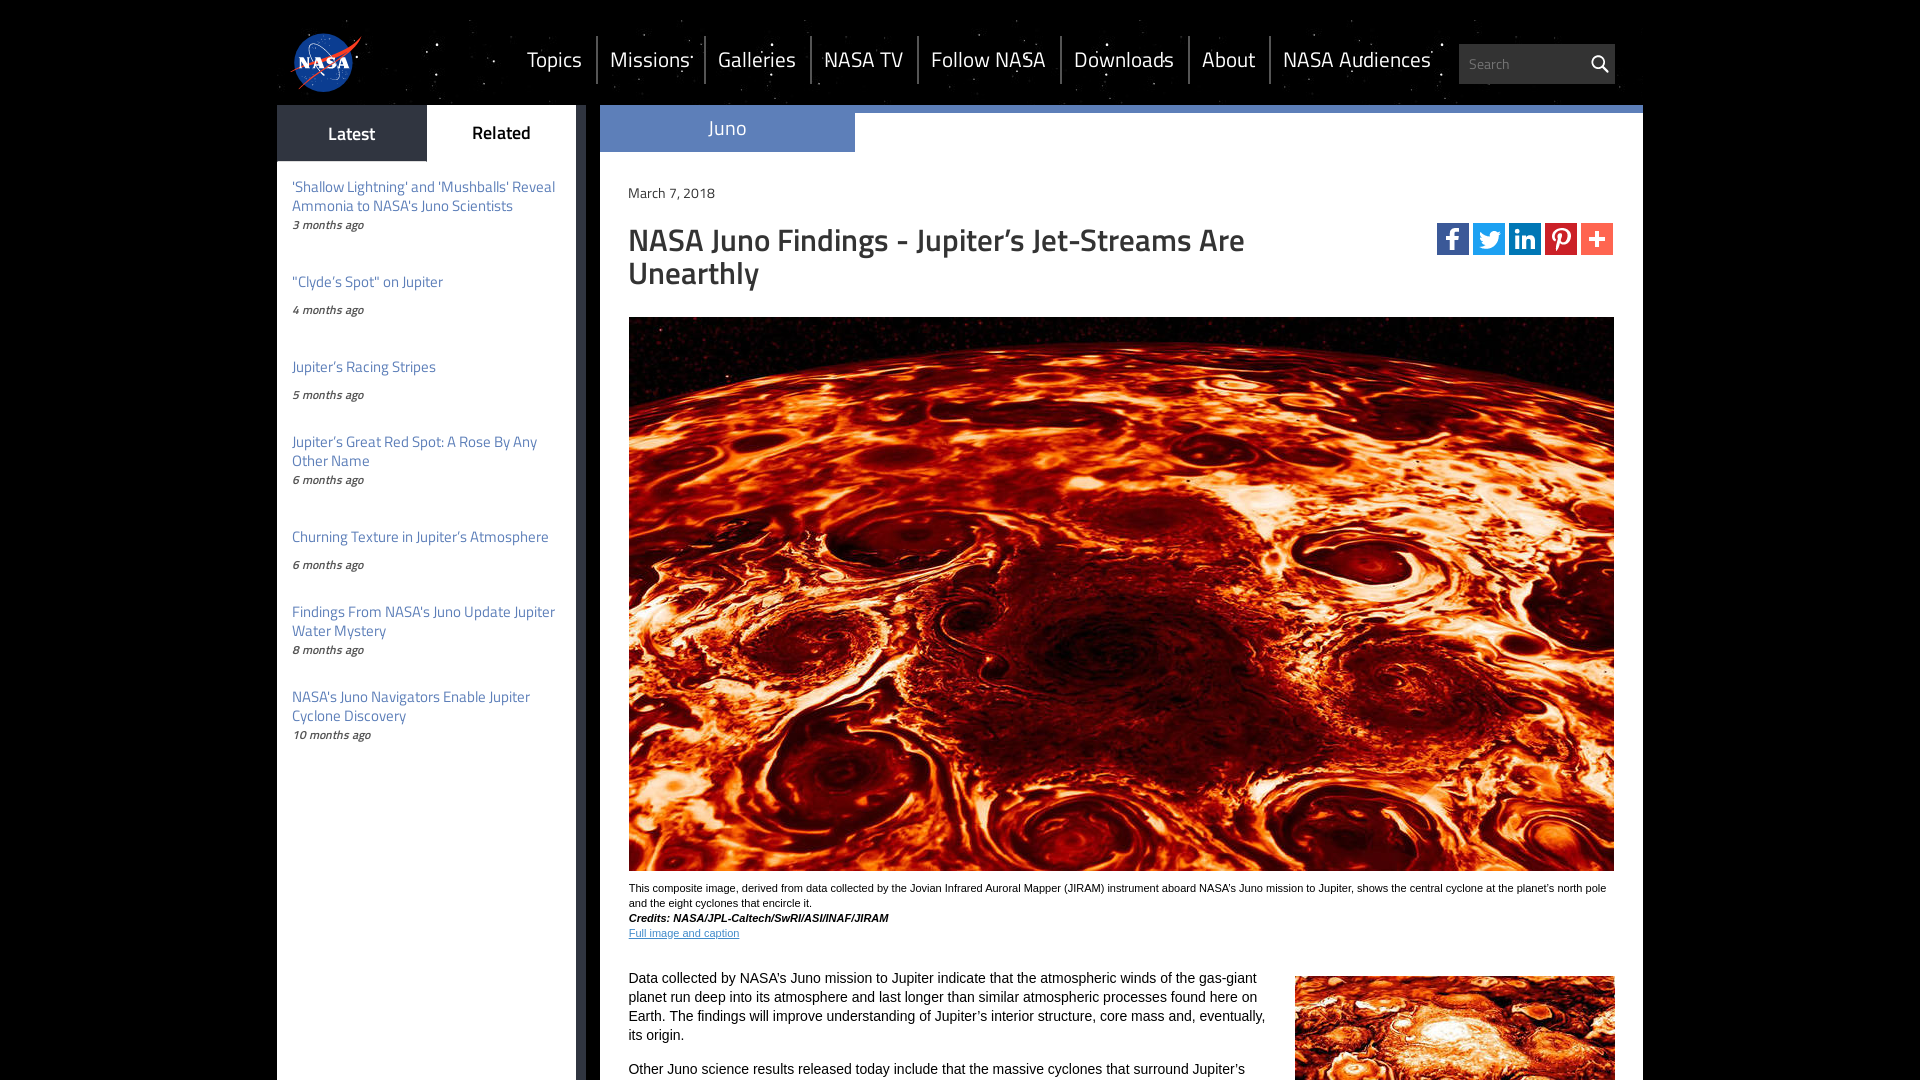 NASA
Topics
Missions
Galleries
NASA TV
Follow NASA
Downloads
About
NASA Audiences
Search
Latest
Related
'Shallow Lightning' and 'Mushballs' Reveal
Ammonia to NASA's Juno Scientists
3 months ago
"Clyde’s Spot" on Jupiter
4 months ago
Jupiter’s Racing Stripes
5 months ago
Jupiter’s Great Red Spot: A Rose By Any
Other Name
6 months ago
Churning Texture in Jupiter’s Atmosphere
6 months ago
Findings From NASA's Juno Update Jupiter
Water Mystery
8 months ago
NASA's Juno Navigators Enable Jupiter
Cyclone Discovery
10 months ago
Juno
March 7, 2018
NASA Juno Findings - Jupiter’s Jet-Streams Are
Unearthly
This composite image, derived from data collected by the Jovian Infrared Auroral Mapper (JIRAM) instrument aboard NASA’s Juno mission to Jupiter, shows the central cyclone at the planet’s north pole
and the eight cyclones that encircle it.
Credits: NASA/JPL-Caltech/SwRI/ASI/INAF/JIRAM
Full image and caption
Data collected by NASA’s Juno mission to Jupiter indicate that the atmospheric winds of the gas-giant
planet run deep into its atmosphere and last longer than similar atmospheric processes found here on
Earth. The findings will improve understanding of Jupiter’s interior structure, core mass and, eventually,
its origin.
Other Juno science results released today include that the massive cyclones that surround Jupiter’s